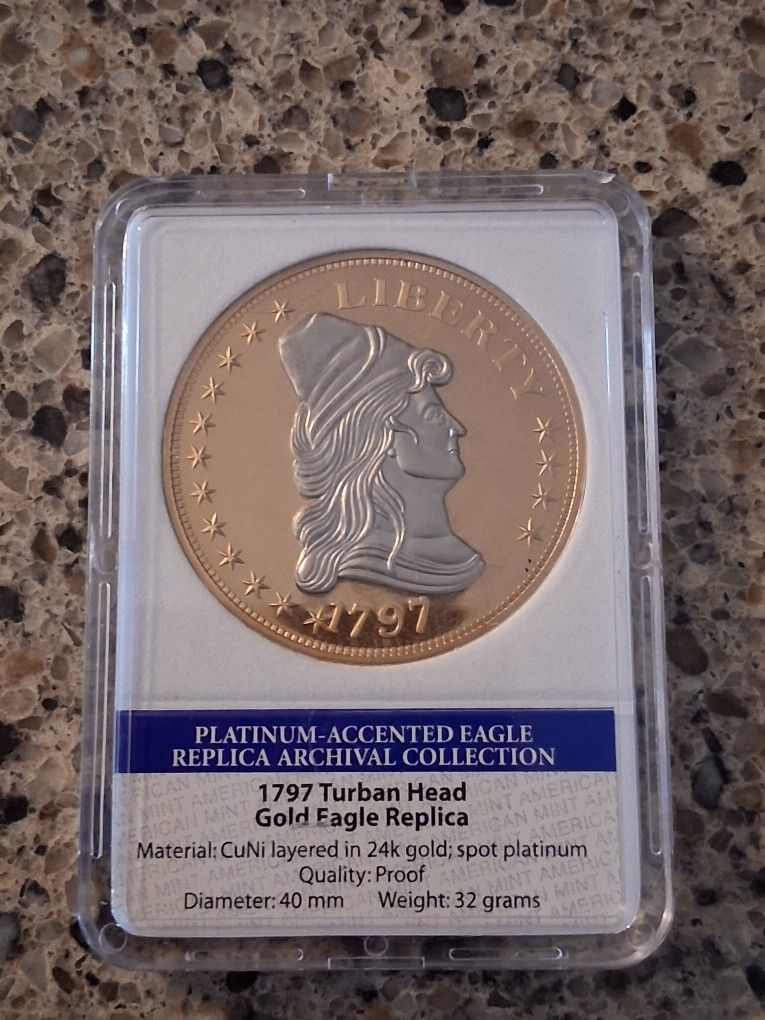 LIBERTY
1797
PLATINUM-ACCENTED EAGLE
REPLICA ARCHIVAL COLLECTION
1797 Turban Head
Gold Eagle Replica
Material: CuNi layered in 24k gold; spot platinum
Quality: Proof
Diameter: 40 mm Weight: 32 grams